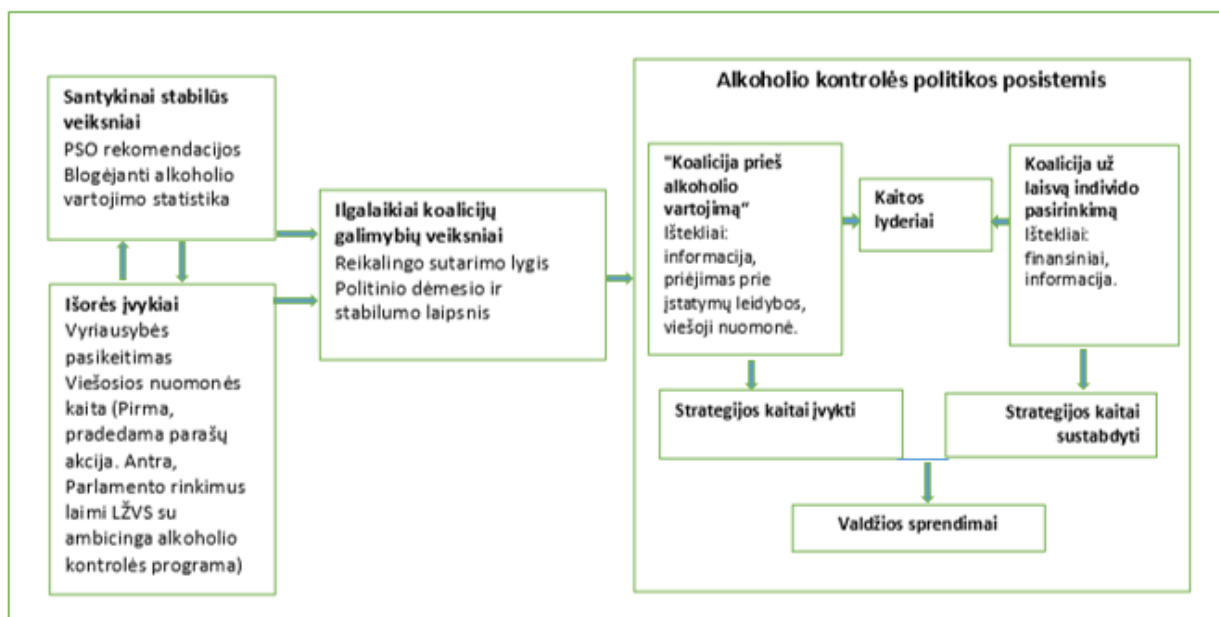 Alkoholio kontrolės politikos posistemis
Santykinai stabilūs
veiksniai
PSO rekomendacijos
Blogėjanti alkoholio
vartojimo statistika
Išorės įvykiai
Vyriausybės
pasikeitimas
Viešosios nuomonės
kaita (Pirma,
pradedama parašų
akcija. Antra,
Parlamento rinkimus
laimi LŽVS su
ambicinga alkoholio
kontrolės programa)
Ilgalaikiai koalicijų
galimybių veiksniai
Reikalingo sutarimo lygis
Politinio dėmesio ir
stabilumo laipsnis
"Koalicija prieš
alkoholio
vartojimą“
Ištekliai:
informacija,
priėjimas prie
įstatymų leidybos,
viešoji nuomonė.
Kaitos
lyderiai
Koalicija už
laisvą individo
pasirinkimą
Ištekliai:
finansiniai,
informacija.
Strategijos kaitai įvykti
Strategijos kaitai
sustabdyti
Valdžios sprendimai